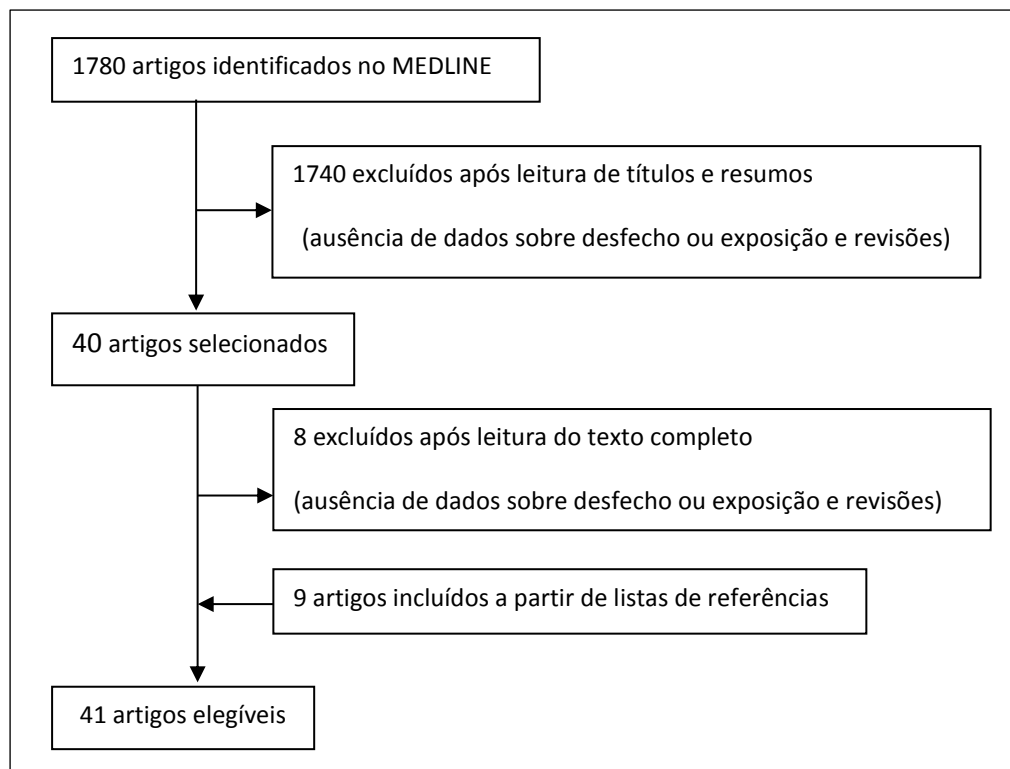 1780 artigos identificados no MEDLINE
1740 excluídos após leitura de títulos e resumos
(ausência de dados sobre desfecho ou exposição e revisões)
40 artigos selecionados
8 excluídos após leitura do texto completo
(ausência de dados sobre desfecho ou exposição e revisões)
9 artigos incluídos a partir de listas de referências
41 artigos elegíveis